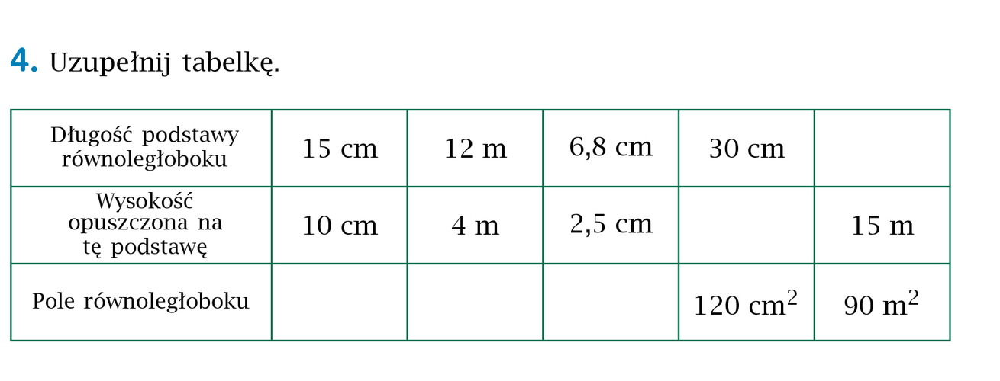 4. Uzupełnij tabelkę.
Długość podstawy
równoległoboku
15 cm
12 m
6,8 cm
30 cm
Wysokość
opuszczona na
tę podstawę
10 cm
4 m
2,5 cm
15 m
Pole równoległoboku
120 cm²
90 m²